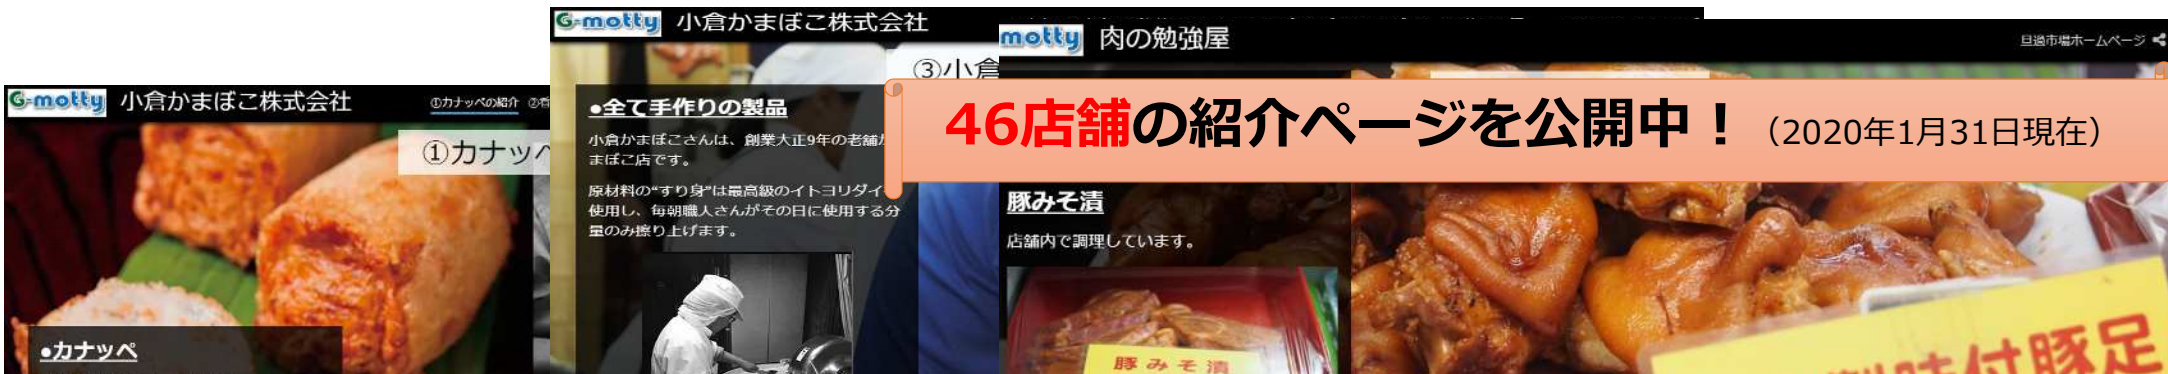 G-motty 小倉かまぼこ株式会社
①カナッペの紹介
①カナッペ
●カナッペ
G-motty 小倉かまぼこ株式会社
③小倉
●全て手作りの製品
小倉かまぼこさんは、創業大正9年の老舗か
まぼこ店です。
原材料の“すり身”は最高級のイトヨリダイ
使用し、毎朝職人さんがその日に使用する分
量のみ擦り上げます。
motty 肉の勉強屋
旦過市場ホームページ
46店舗の紹介ページを公開中！（2020年1月31日現在）
豚みそ漬
店舗内で調理しています。
豚みそ漬
味付豚足